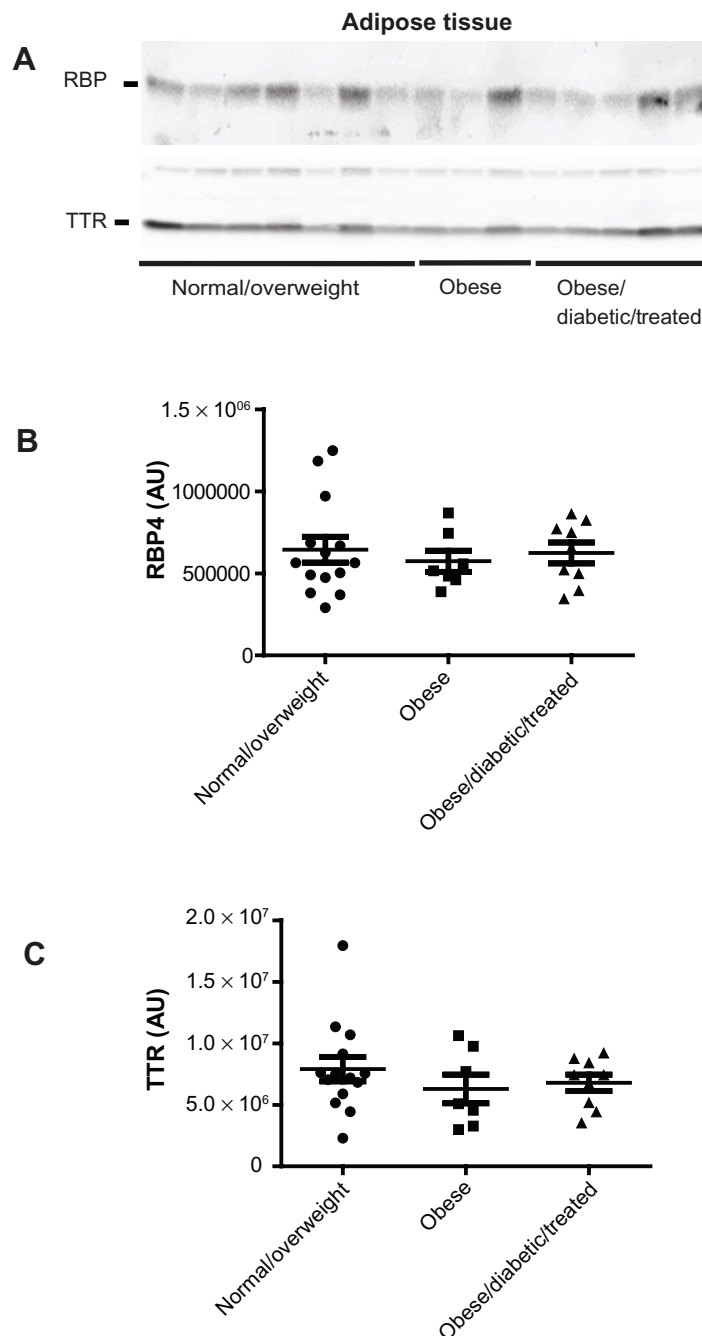 Adipose tissue
A
RBP
TTR
Normal/overweight
Obese
Obese/
diabetic/treated
B
RBP4 (AU)
1.5 × 10⁰⁶
1000000
500000
0
Normal/overweight
Obese
Obese/diabetic/treated
C
TTR (AU)
2.0 × 10⁷
1.5 × 10⁷
1.0 × 10⁷
5.0 × 10⁶
0
Normal/overweight
Obese
Obese/diabetic/treated